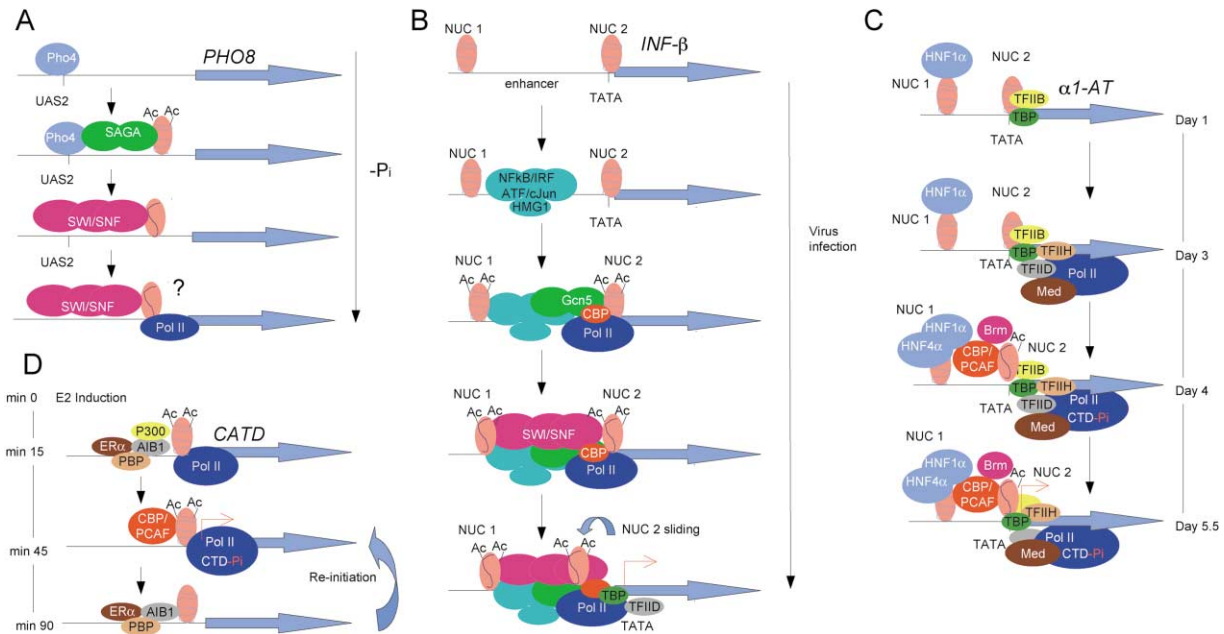 A
PHO8
Pho4
UAS2
Ac Ac
Pho4 SAGA
UAS2
SWI/SNF
UAS2
?
SWI/SNF
Pol II
-Pi
B
NUC 1 NUC 2
INF-β
enhancer
TATA
NUC 1 NUC 2
NFkB/IRF
ATF/cJun
HMG1
TATA
NUC 1 NUC 2
Ac Ac Ac Ac
Gcn5
CBP
Pol II
NUC 1 NUC 2
Ac Ac Ac Ac
SWI/SNF
CBP
Pol II
NUC 2 sliding
NUC 1
Ac Ac Ac Ac
TBP
Pol II
TFIID
TATA
Virus
infection
C
HNF1α
NUC 2
NUC 1
α1-AT
TFIIB
TBP
TATA
Day 1
HNF1α
NUC 2
NUC 1
TFIIB
TBP TFIIH
TATA TFIID
Pol II
Med
Day 3
NUC 1
HNF1α Brm
Ac
HNF4α
CBP/
PCAF
NUC 2
TFIIB
TBP TFIIH
TATA TFIID
Pol II
CTD-Pi
Med
Day 4
NUC 1
HNF1α Brm
Ac
NUC 2
HNF4α
CBP/
PCAF
TFIIH
TBP
TATA
Pol II
Med CTD-Pi
Day 5.5
D
min 0 E2 Induction
Ac Ac
P300
CATD
ERα AIB1
PBP
Pol II
min 15
Ac Ac
CBP/
PCAF
Pol II
CTD-Pi
min 45
Re-initiation
ERα AIB1
PBP
min 90